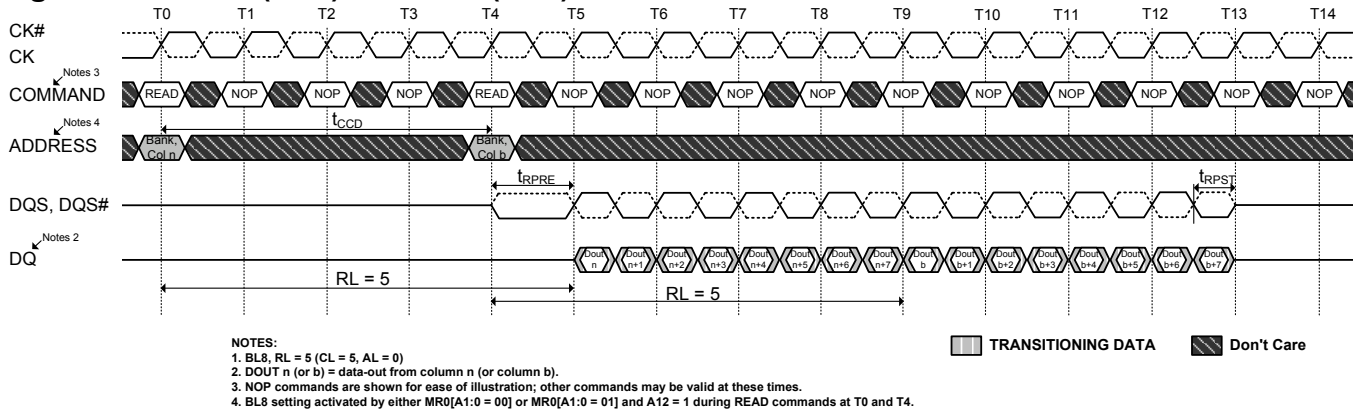 T0 T1 T2 T3 T4 T5 T6 T7 T8 T9 T10 T11 T12 T13 T14
CK#
CK
Notes 3
COMMAND READ NOP NOP NOP READ NOP NOP NOP NOP NOP NOP NOP NOP NOP NOP
Notes 4
tCCD
ADDRESS
Bank, Col n
Bank, Col b
tRPRE
tRPST
DQS, DQS#
Notes 2
DQ
Dout n
Dout n+1
Dout n+2
Dout n+3
Dout n+4
Dout n+5
Dout n+6
Dout n+7
Dout b
Dout b+1
Dout b+2
Dout b+3
Dout b+4
Dout b+5
Dout b+6
Dout b+7
RL = 5
RL = 5
NOTES:
1. BL8, RL = 5 (CL = 5, AL = 0)
2. DOUT n (or b) = data-out from column n (or column b).
3. NOP commands are shown for ease of illustration; other commands may be valid at these times.
4. BL8 setting activated by either MR0[A1:0 = 00] or MR0[A1:0 = 01] and A12 = 1 during READ commands at T0 and T4.
TRANSITIONING DATA
Don't Care